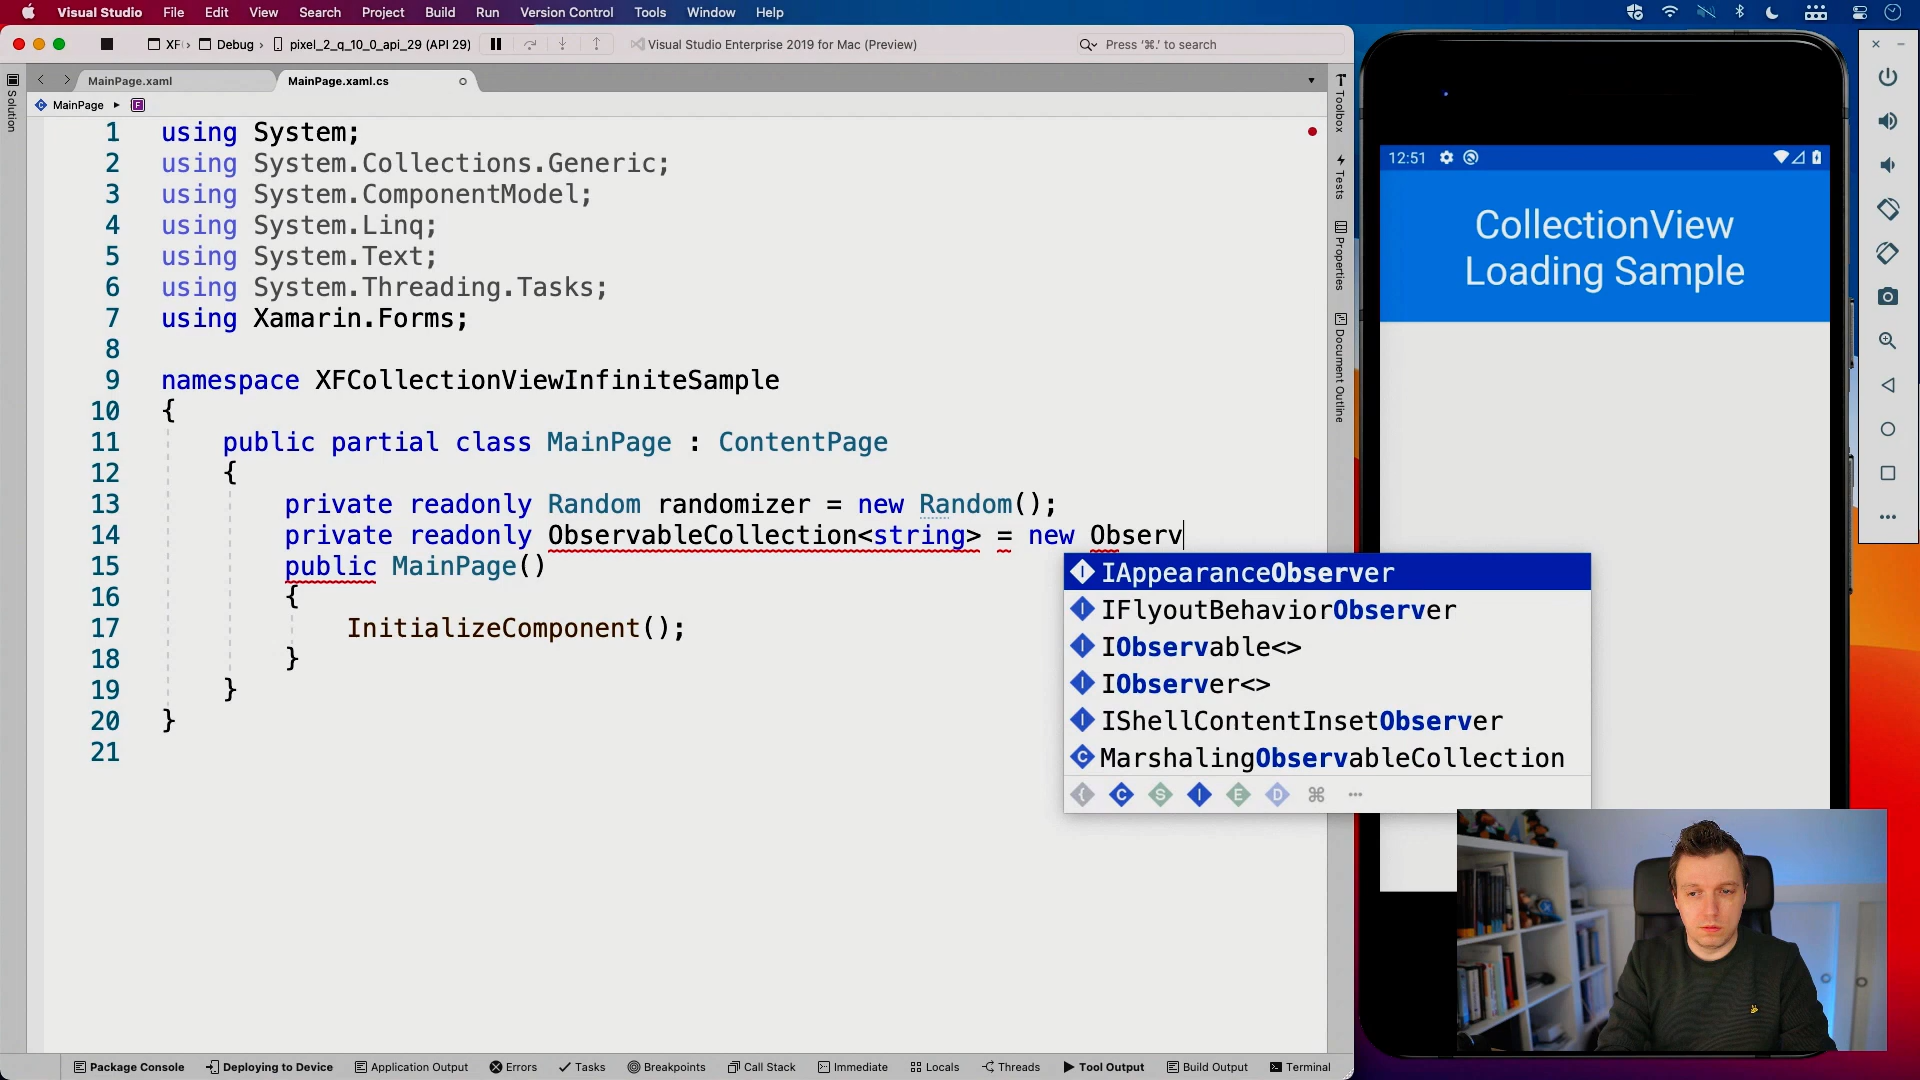 Visual Studio File Edit View Search Project Build Run Version Control Tools Window Help
XF Debug pixel_2_q_10_0_api_29 (API 29) Visual Studio Enterprise 2019 for Mac (Preview) Press '⌘.' to search
MainPage.xaml MainPage.xaml.cs
MainPage
Solution
1 using System;
2 using System.Collections.Generic;
3 using System.ComponentModel;
4 using System.Linq;
5 using System.Text;
6 using System.Threading.Tasks;
7 using Xamarin.Forms;
8
9 namespace XFCollectionViewInfiniteSample
10 {
11 public partial class MainPage : ContentPage
12 {
13 private readonly Random randomizer = new Random();
14 private readonly ObservableCollection<string> = new Observ
15 public MainPage()
16 {
17 InitializeComponent();
18 }
19 }
20 }
21
IAppearanceObserver
IFlyoutBehaviorObserver
IObservable<>
IObserver<>
IShellContentInsetObserver
MarshalingObservableCollection
Toolbox
Tests
Properties
Document Outline
12:51
CollectionView
Loading Sample
Package Console Deploying to Device Application Output Errors Tasks Breakpoints Call Stack Immediate Locals Threads Tool Output Build Output Terminal